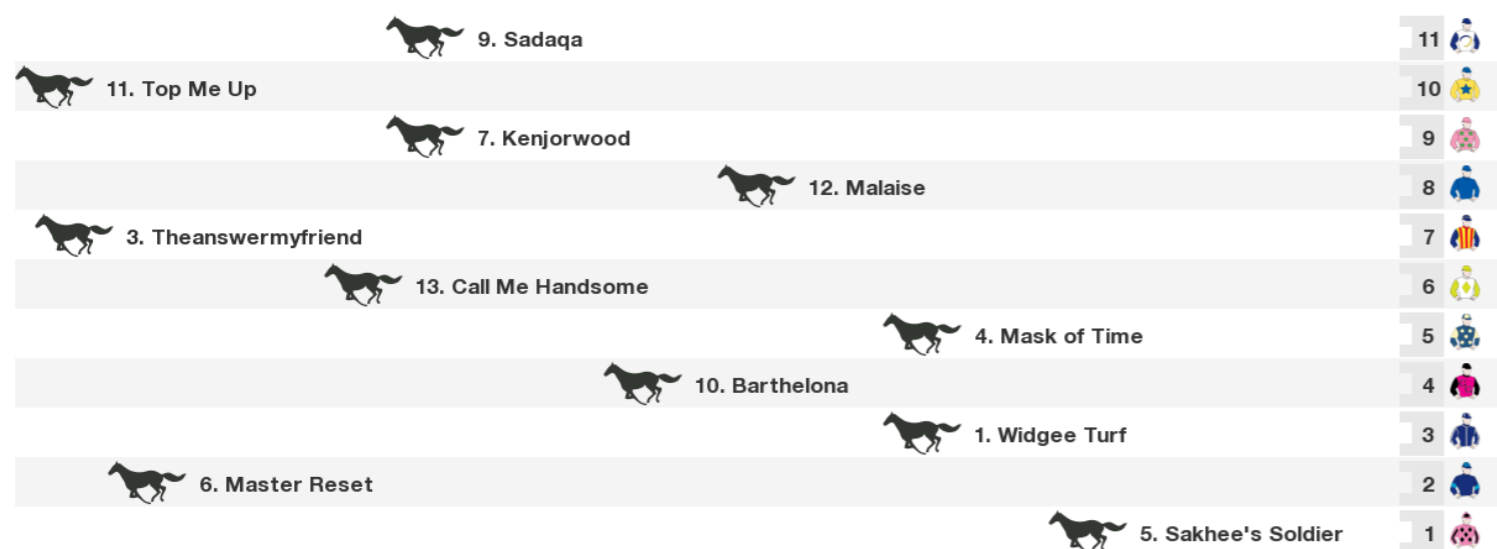 9. Sadaqa 11
11. Top Me Up 10
7. Kenjorwood 9
12. Malaise 8
3. Theanswermyfriend 7
13. Call Me Handsome 6
4. Mask of Time 5
10. Barthelona 4
1. Widgee Turf 3
6. Master Reset 2
5. Sakhee's Soldier 1